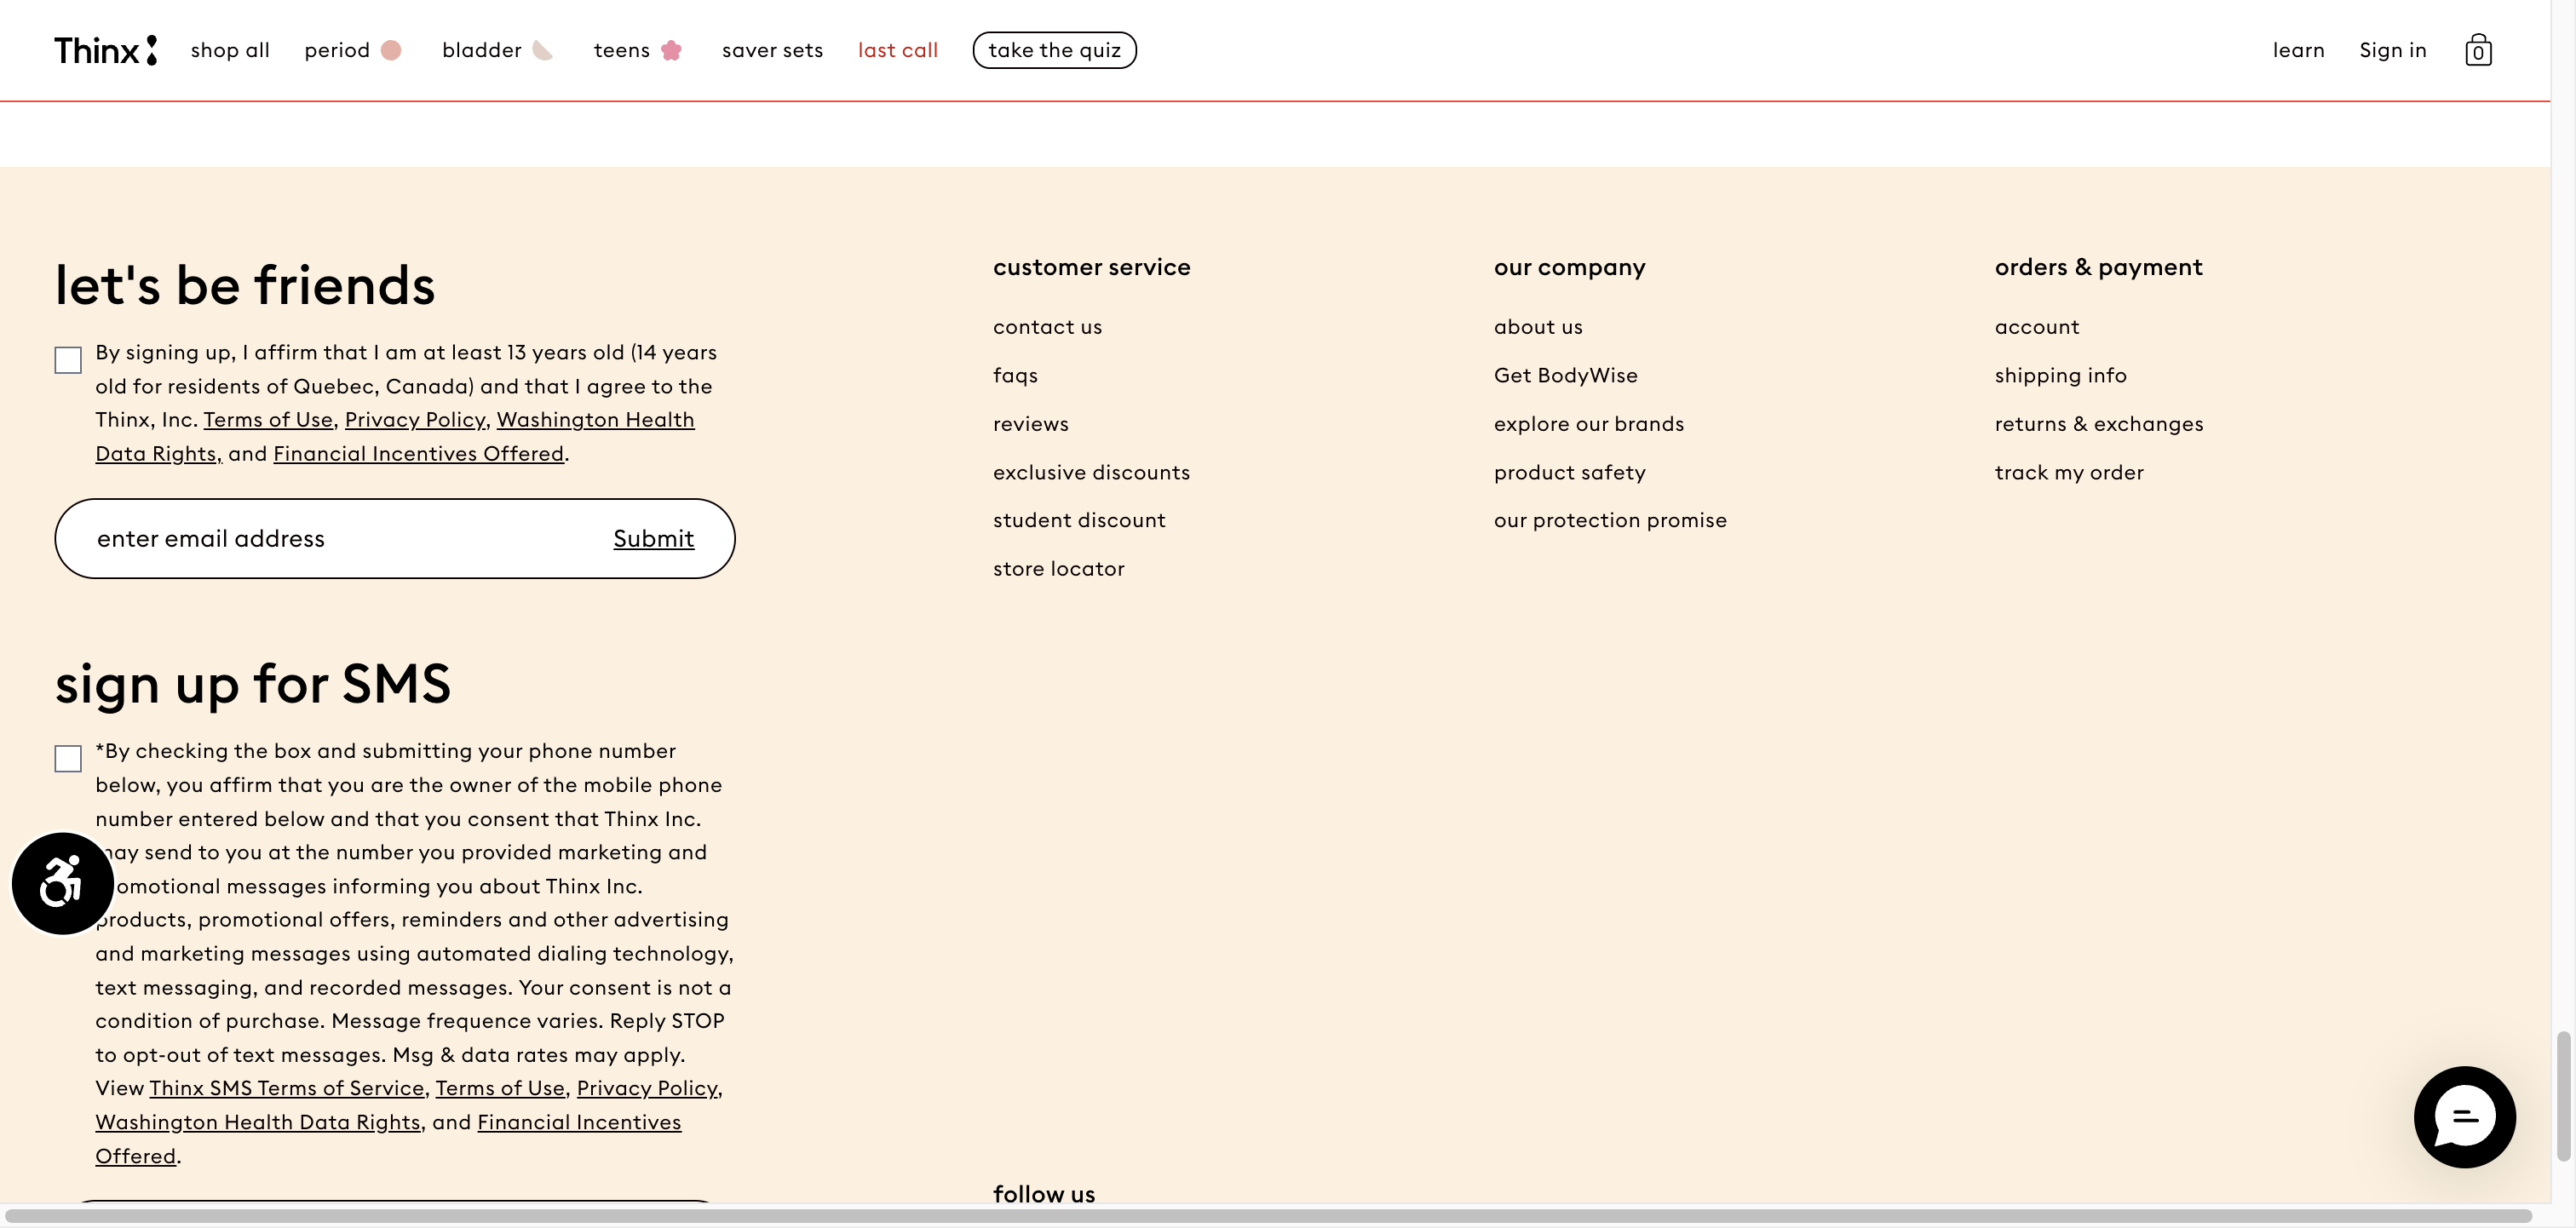 Thinx
shop all
period
bladder
teens
saver sets
last call
take the quiz
learn
Sign in
0
let's be friends
By signing up, I affirm that I am at least 13 years old (14 years
old for residents of Quebec, Canada) and that I agree to the
Thinx, Inc. Terms of Use, Privacy Policy, Washington Health
Data Rights, and Financial Incentives Offered.
enter email address
Submit
sign up for SMS
*By checking the box and submitting your phone number
below, you affirm that you are the owner of the mobile phone
number entered below and that you consent that Thinx Inc.
may send to you at the number you provided marketing and
promotional messages informing you about Thinx Inc.
products, promotional offers, reminders and other advertising
and marketing messages using automated dialing technology,
text messaging, and recorded messages. Your consent is not a
condition of purchase. Message frequence varies. Reply STOP
to opt-out of text messages. Msg & data rates may apply.
View Thinx SMS Terms of Service, Terms of Use, Privacy Policy,
Washington Health Data Rights, and Financial Incentives
Offered.
customer service
contact us
faqs
reviews
exclusive discounts
student discount
store locator
our company
about us
Get BodyWise
explore our brands
product safety
our protection promise
orders & payment
account
shipping info
returns & exchanges
track my order
follow us